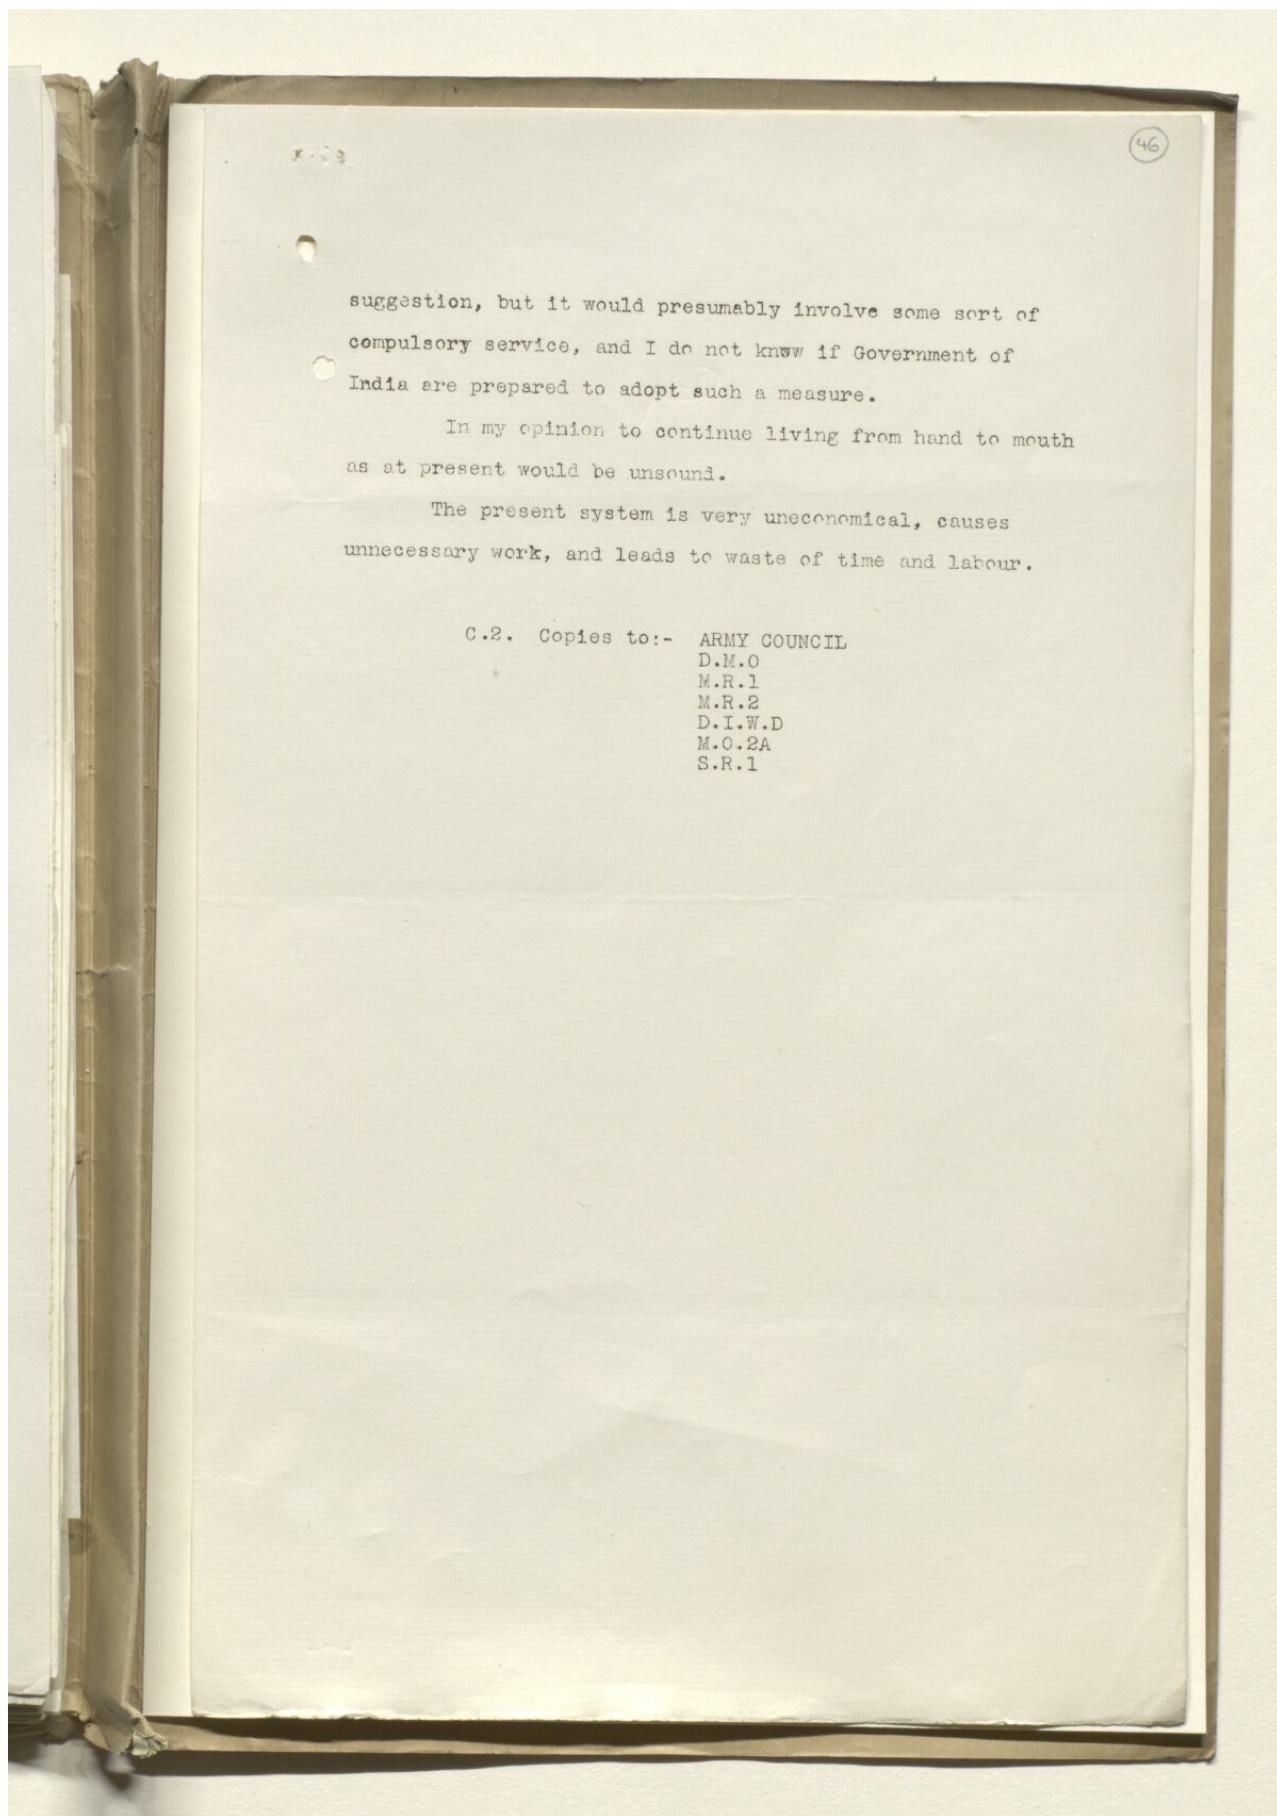 46
suggestion, but it would presumably involve some sort of
compulsory service, and I do not know if Government of
India are prepared to adopt such a measure.
In my opinion to continue living from hand to mouth
as at present would be unsound.
The present system is very uneconomical, causes
unnecessary work, and leads to waste of time and labour.
C.2. Copies to:- ARMY COUNCIL
D.M.O
M.R.1
M.R.2
D.I.W.D
M.O.2A
S.R.1